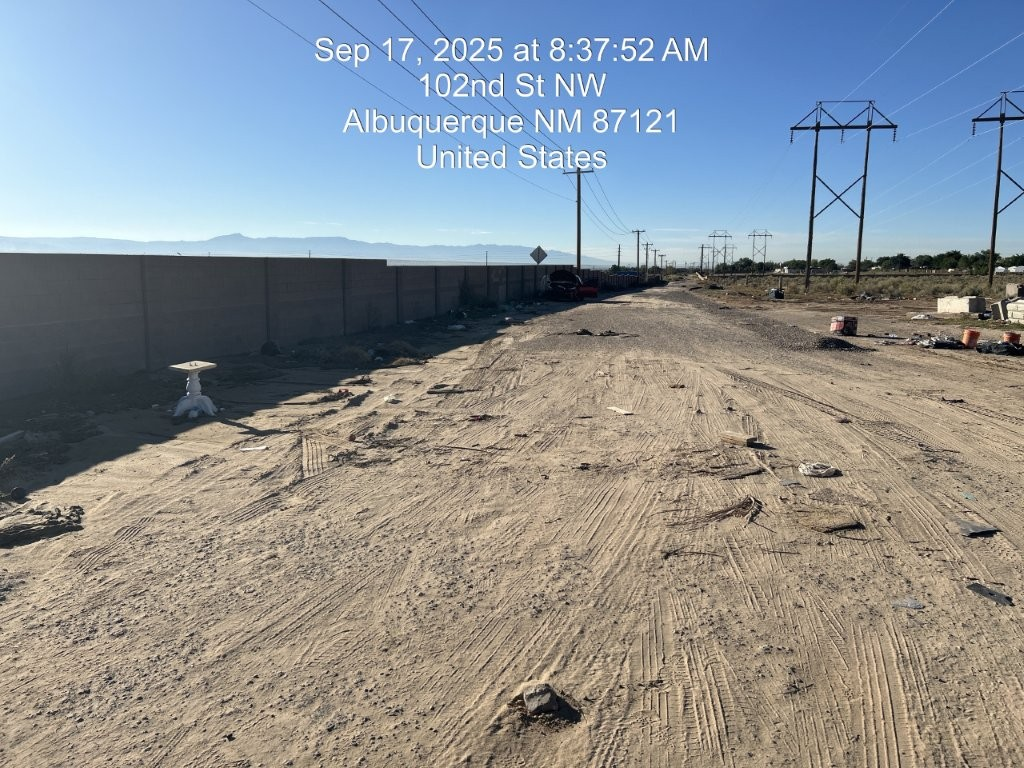 Sep 17, 2025 at 8:37:52 AM
102nd St NW
Albuquerque NM 87121
United States